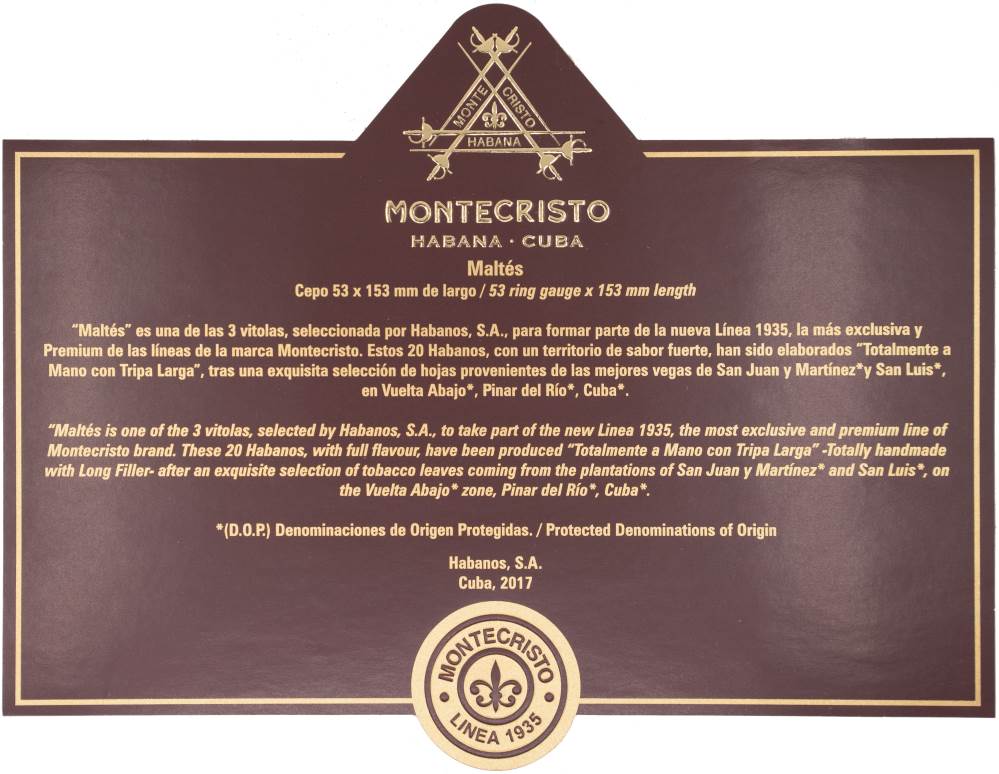 MONTE CRISTO
HABANA
MONTECRISTO
HABANA · CUBA
Maltés
Cepo 53 x 153 mm de largo / 53 ring gauge x 153 mm length
“Maltés” es una de las 3 vitolas, seleccionada por Habanos, S.A., para formar parte de la nueva Línea 1935, la más exclusiva y
Premium de las líneas de la marca Montecristo. Estos 20 Habanos, con un territorio de sabor fuerte, han sido elaborados “Totalmente a
Mano con Tripa Larga”, tras una exquisita selección de hojas provenientes de las mejores vegas de San Juan y Martínez*y San Luis*,
en Vuelta Abajo*, Pinar del Río*, Cuba*.
“Maltés is one of the 3 vitolas, selected by Habanos, S.A., to take part of the new Linea 1935, the most exclusive and premium line of
Montecristo brand. These 20 Habanos, with full flavour, have been produced “Totalmente a Mano con Tripa Larga” -Totally handmade
with Long Filler- after an exquisite selection of tobacco leaves coming from the plantations of San Juan y Martínez* and San Luis*, on
the Vuelta Abajo* zone, Pinar del Río*, Cuba*.
*(D.O.P.) Denominaciones de Origen Protegidas. / Protected Denominations of Origin
Habanos, S.A.
Cuba, 2017
MONTECRISTO
LINEA 1935